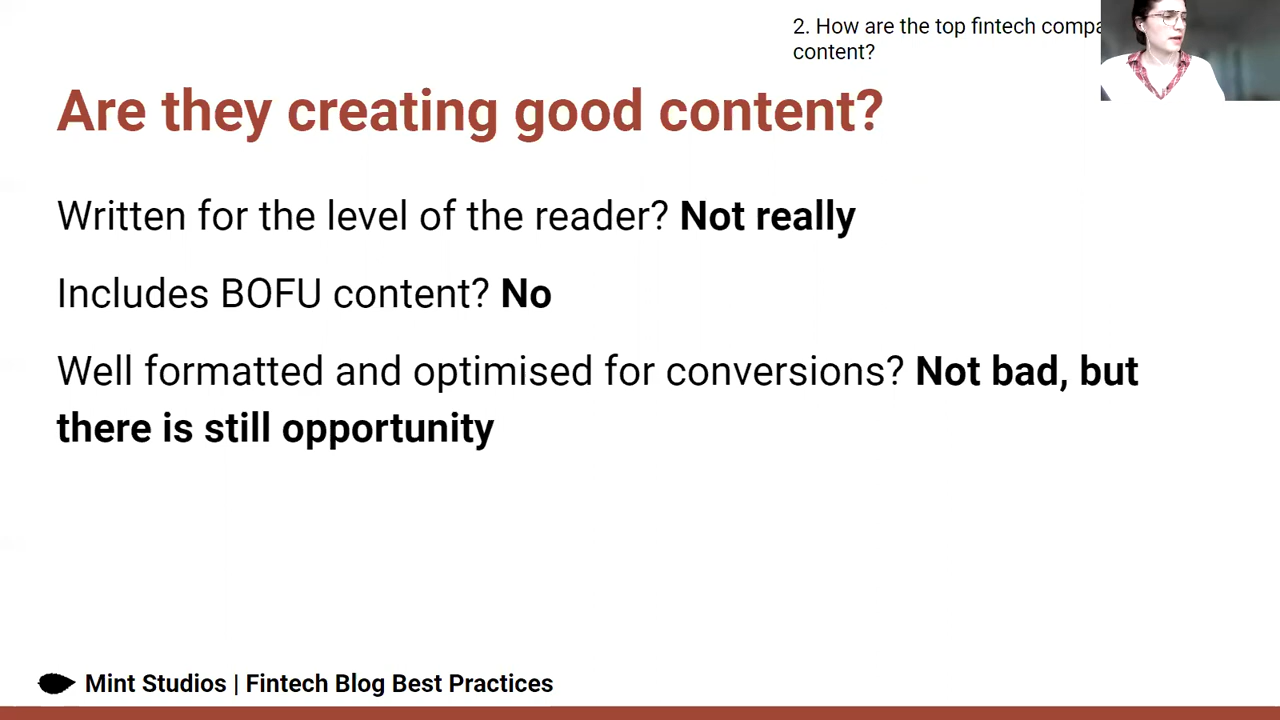 2. How are the top fintech
content?
Are they creating good content?
Written for the level of the reader? Not really
Includes BOFU content? No
Well formatted and optimised for conversions? Not bad, but
there is still opportunity
Mint Studios | Fintech Blog Best Practices